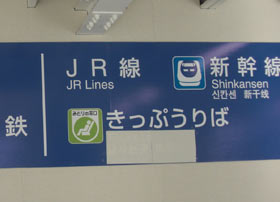 鉄
JR線
JR Lines
新幹線
Shinkansen
신칸센 新干线
みどりの窓口
きっぷうりば